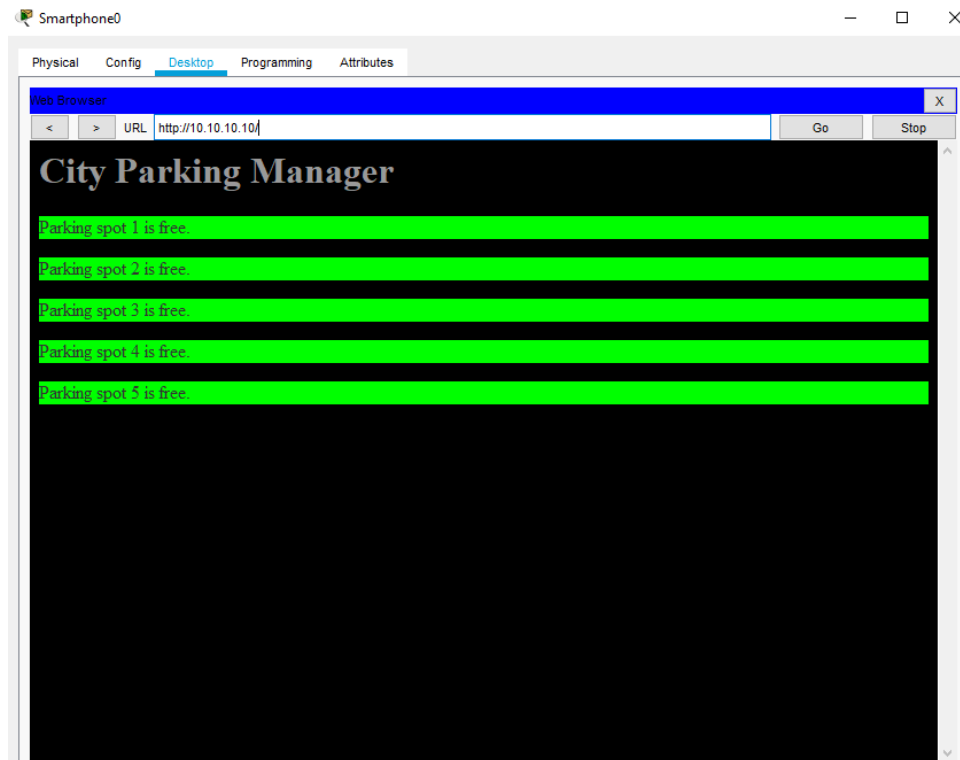 Smartphone0
Physical Config Desktop Programming Attributes
Web Browser X
< > URL http://10.10.10.10/ Go Stop
City Parking Manager
Parking spot 1 is free.
Parking spot 2 is free.
Parking spot 3 is free.
Parking spot 4 is free.
Parking spot 5 is free.